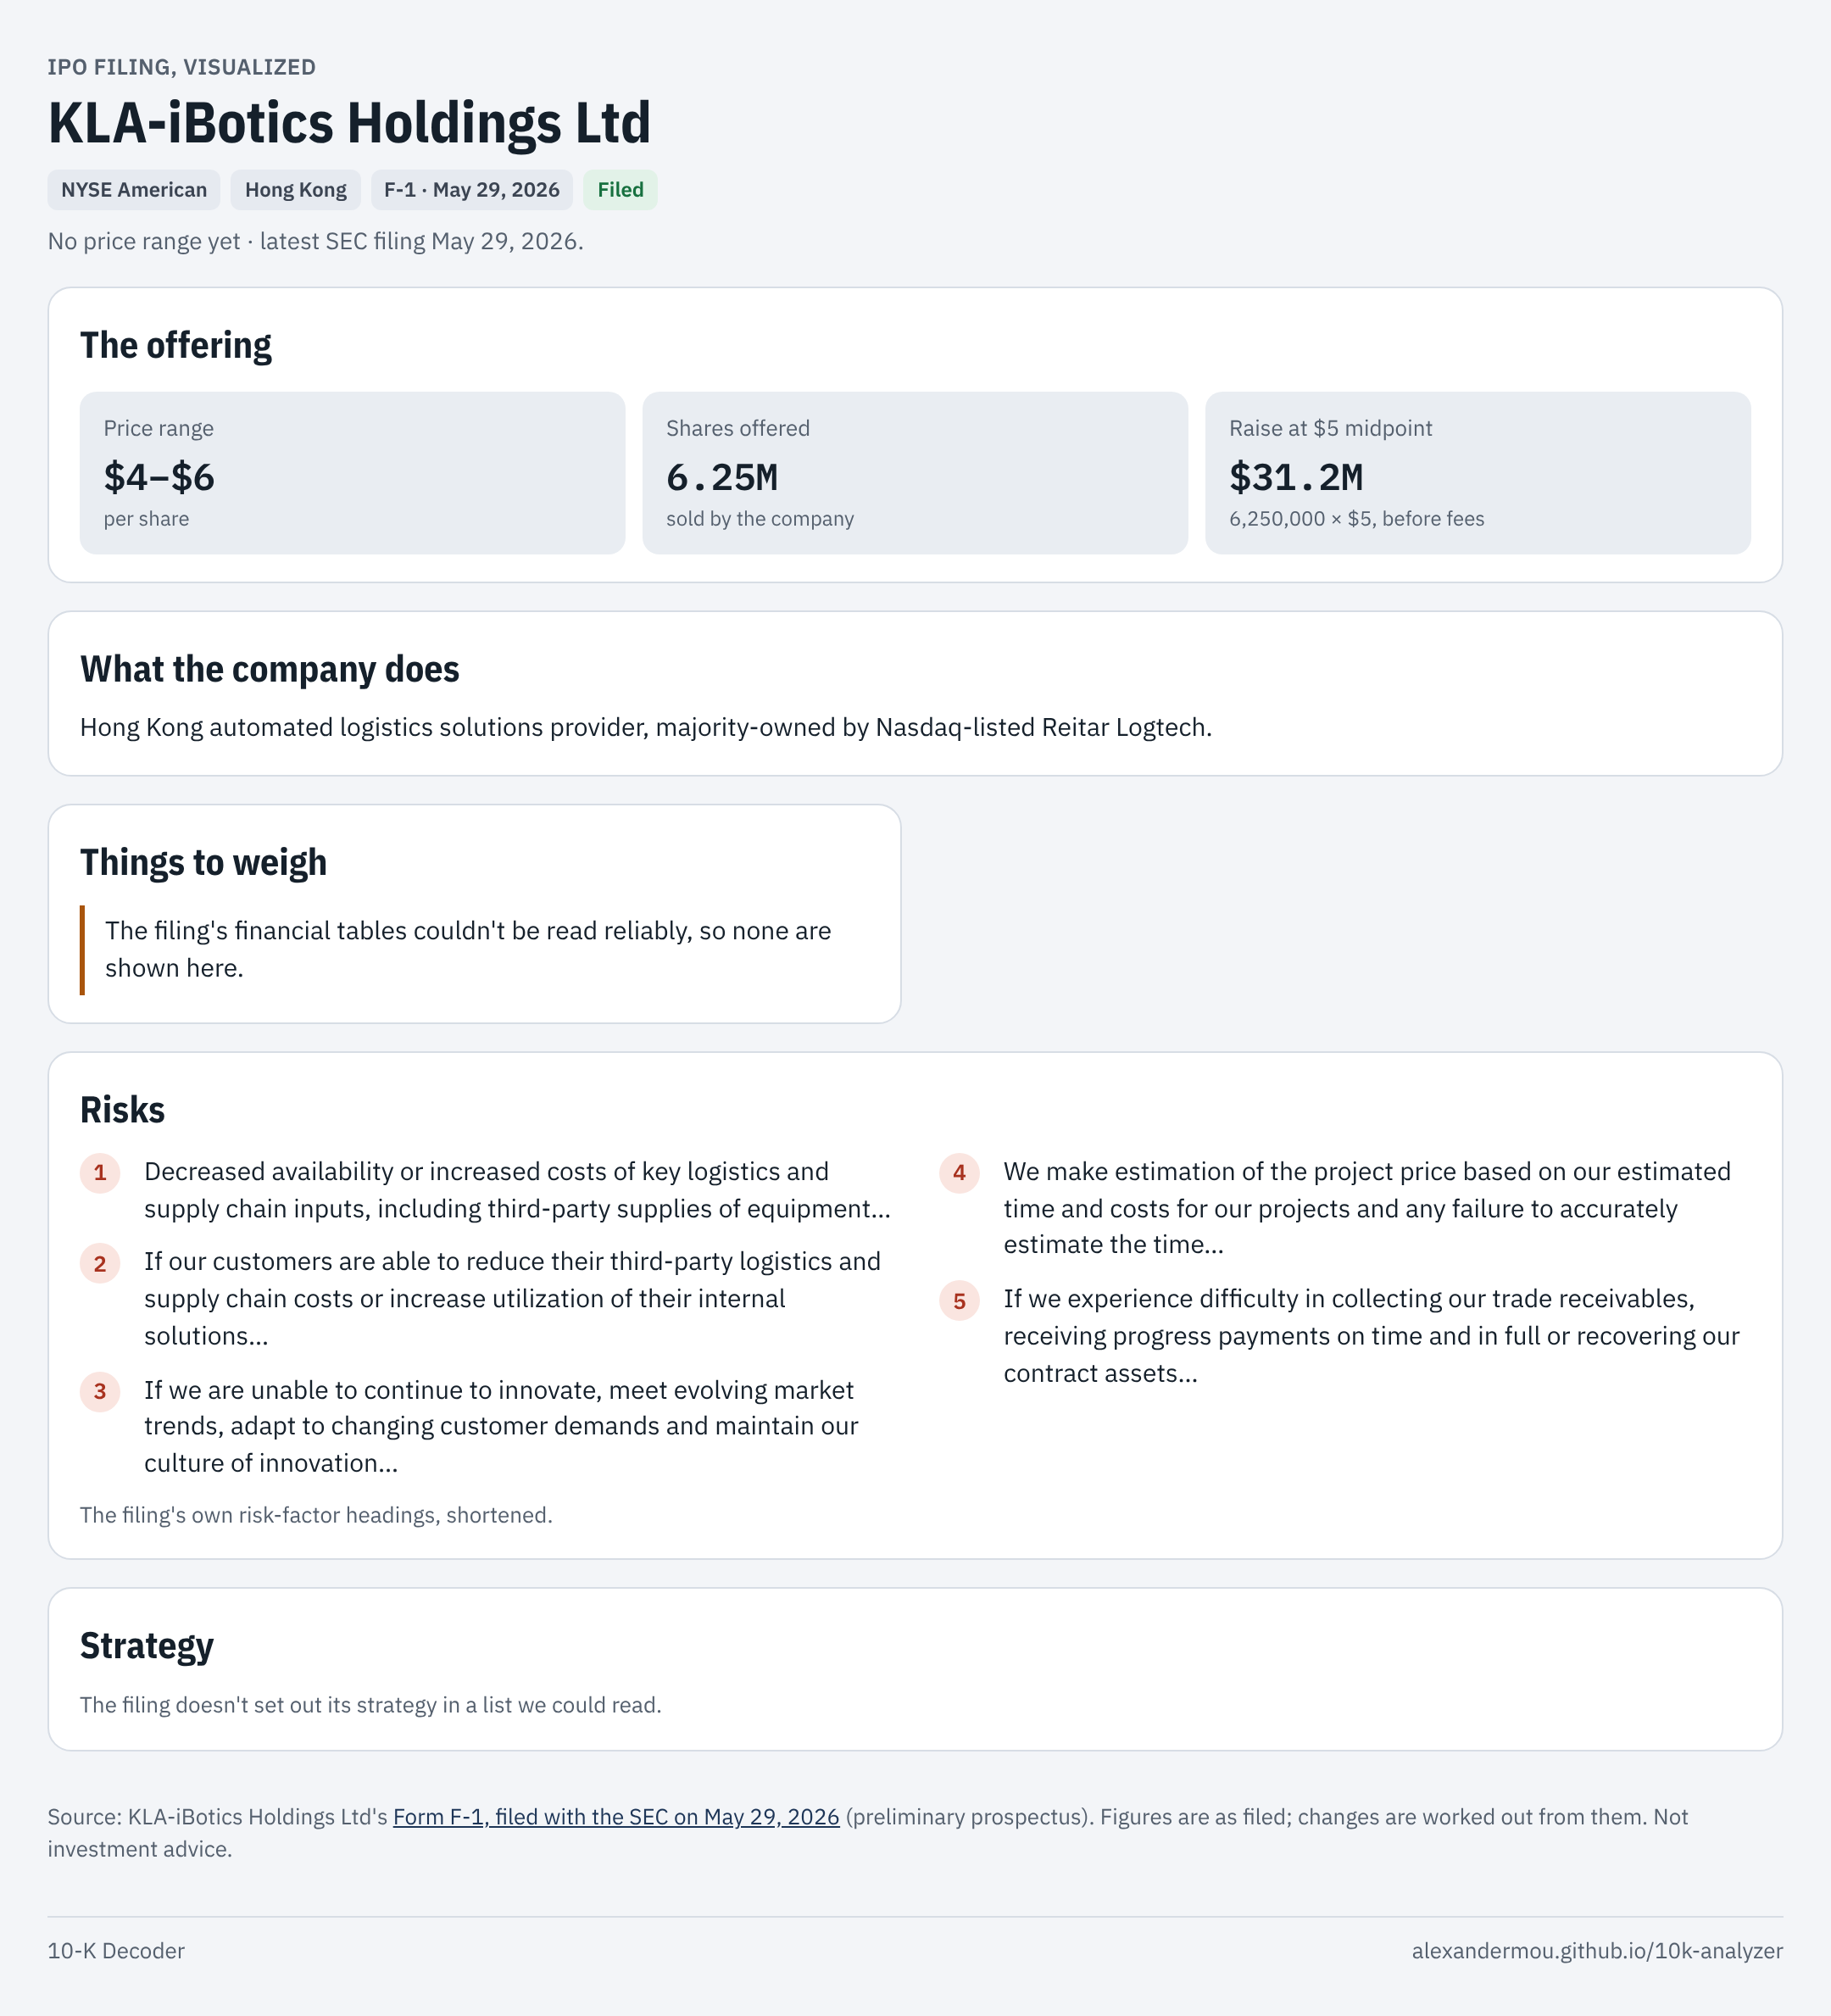 IPO FILING, VISUALIZED
KLA-iBotics Holdings Ltd
NYSE American
Hong Kong
F-1 · May 29, 2026
Filed
No price range yet · latest SEC filing May 29, 2026.
The offering
Price range
$4–$6
per share
Shares offered
6.25M
sold by the company
Raise at $5 midpoint
$31.2M
6,250,000 × $5, before fees
What the company does
Hong Kong automated logistics solutions provider, majority-owned by Nasdaq-listed Reitar Logtech.
Things to weigh
The filing's financial tables couldn't be read reliably, so none are
shown here.
Risks
1
Decreased availability or increased costs of key logistics and
supply chain inputs, including third-party supplies of equipment…
2
If our customers are able to reduce their third-party logistics and
supply chain costs or increase utilization of their internal
solutions…
3
If we are unable to continue to innovate, meet evolving market
trends, adapt to changing customer demands and maintain our
culture of innovation…
4
We make estimation of the project price based on our estimated
time and costs for our projects and any failure to accurately
estimate the time…
5
If we experience difficulty in collecting our trade receivables,
receiving progress payments on time and in full or recovering our
contract assets…
The filing's own risk-factor headings, shortened.
Strategy
The filing doesn't set out its strategy in a list we could read.
Source: KLA-iBotics Holdings Ltd's Form F-1, filed with the SEC on May 29, 2026 (preliminary prospectus). Figures are as filed; changes are worked out from them. Not
investment advice.
10-K Decoder
alexandermou.github.io/10k-analyzer